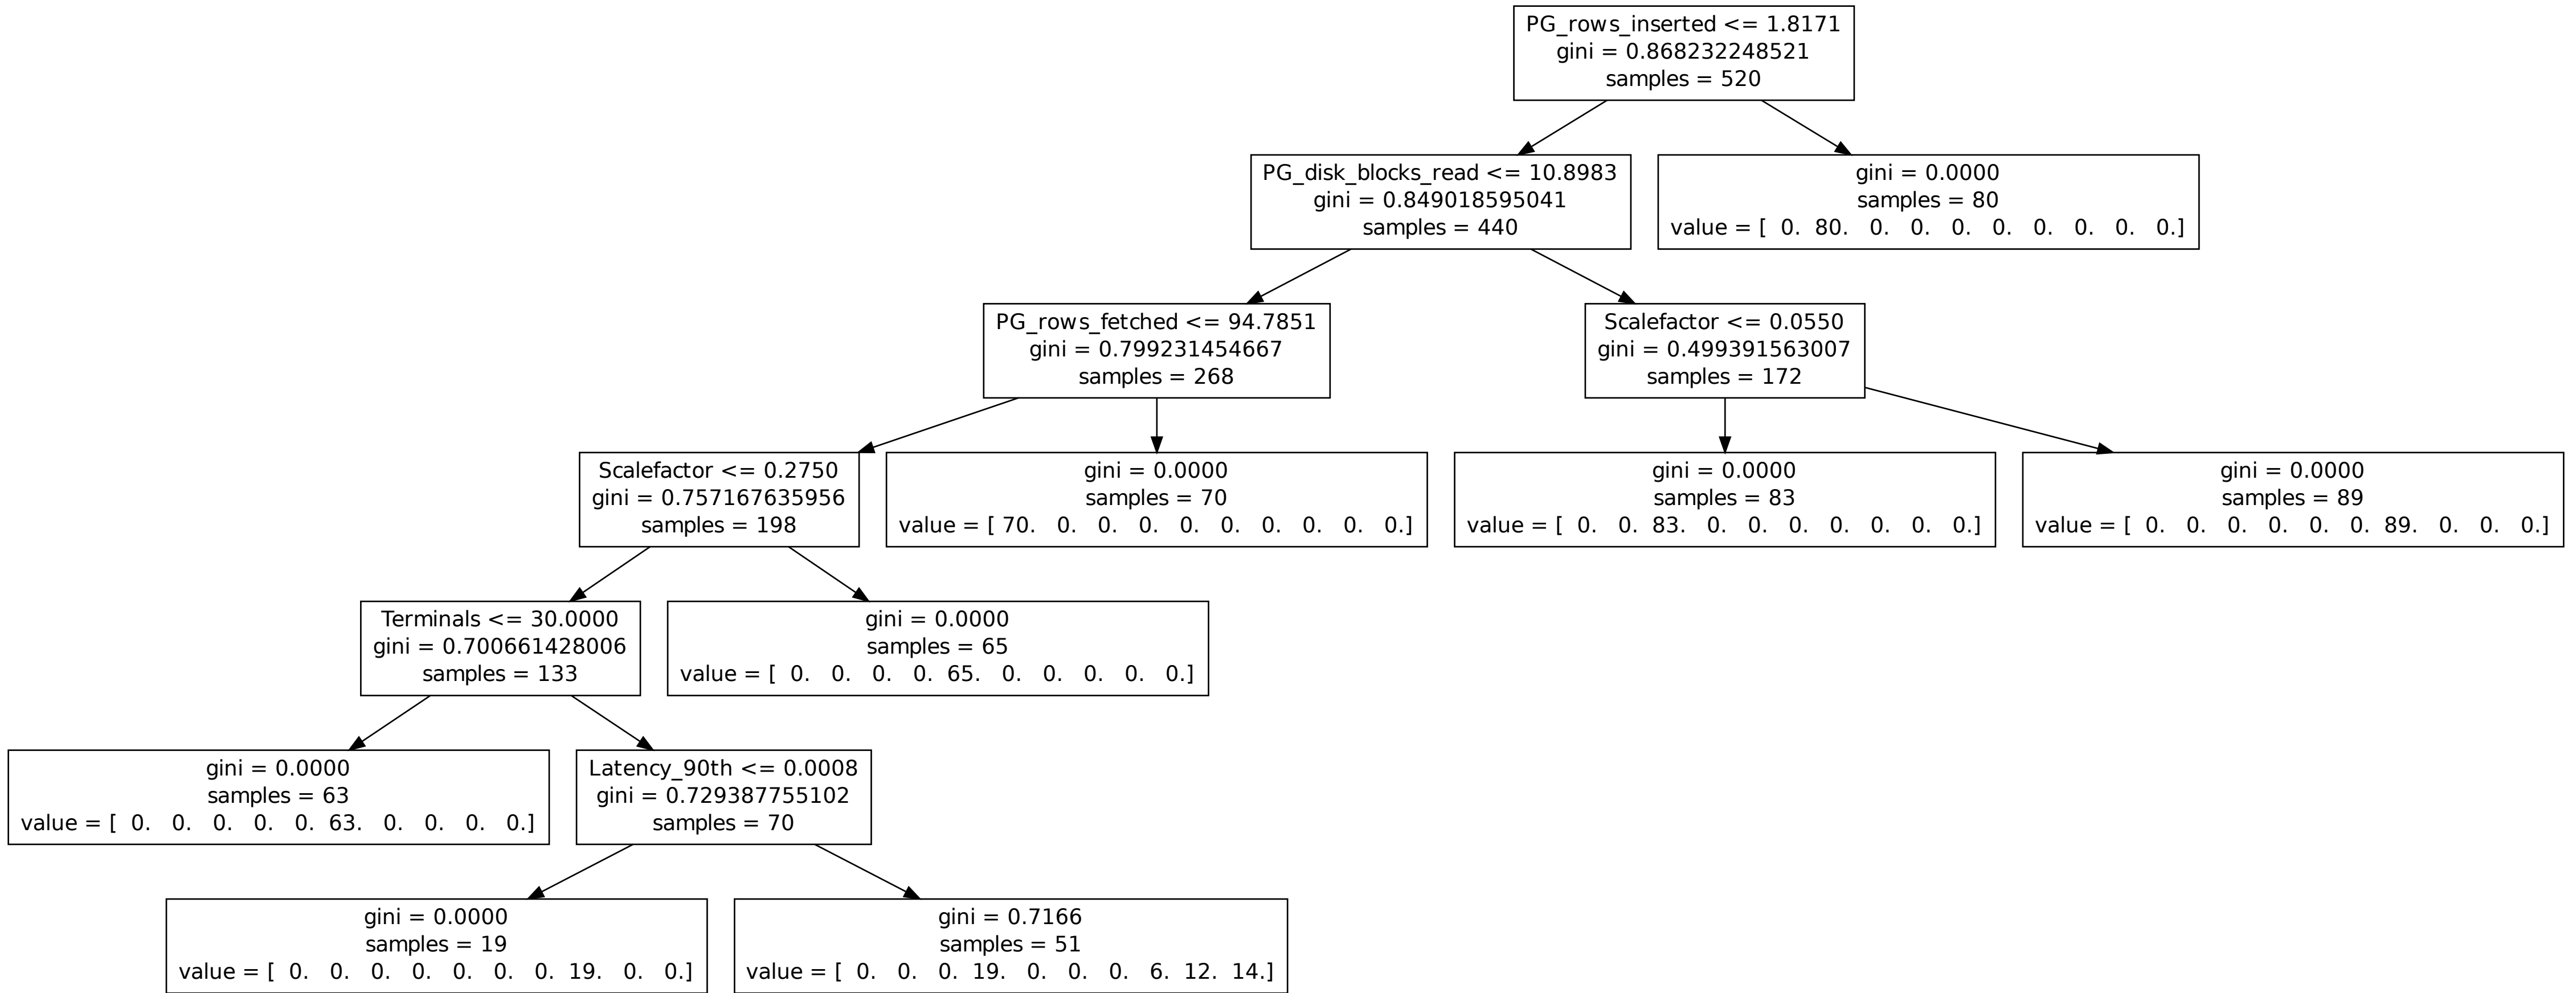 PG_rows_inserted <= 1.8171
gini = 0.868232248521
samples = 520
PG_disk_blocks_read <= 10.8983
gini = 0.849018595041
samples = 440
gini = 0.0000
samples = 80
value = [  0.  80.   0.   0.   0.   0.   0.   0.   0.   0.]
PG_rows_fetched <= 94.7851
gini = 0.799231454667
samples = 268
Scalefactor <= 0.0550
gini = 0.499391563007
samples = 172
Scalefactor <= 0.2750
gini = 0.757167635956
samples = 198
gini = 0.0000
samples = 70
value = [ 70.   0.   0.   0.   0.   0.   0.   0.   0.   0.]
gini = 0.0000
samples = 83
value = [  0.   0.  83.   0.   0.   0.   0.   0.   0.   0.]
gini = 0.0000
samples = 89
value = [  0.   0.   0.   0.   0.   0.  89.   0.   0.   0.]
Terminals <= 30.0000
gini = 0.700661428006
samples = 133
gini = 0.0000
samples = 65
value = [  0.   0.   0.   0.  65.   0.   0.   0.   0.   0.]
gini = 0.0000
samples = 63
value = [  0.   0.   0.   0.   0.  63.   0.   0.   0.   0.]
Latency_90th <= 0.0008
gini = 0.729387755102
samples = 70
gini = 0.0000
samples = 19
value = [  0.   0.   0.   0.   0.   0.   0.  19.   0.   0.]
gini = 0.7166
samples = 51
value = [  0.   0.   0.  19.   0.   0.   0.   6.  12.  14.]